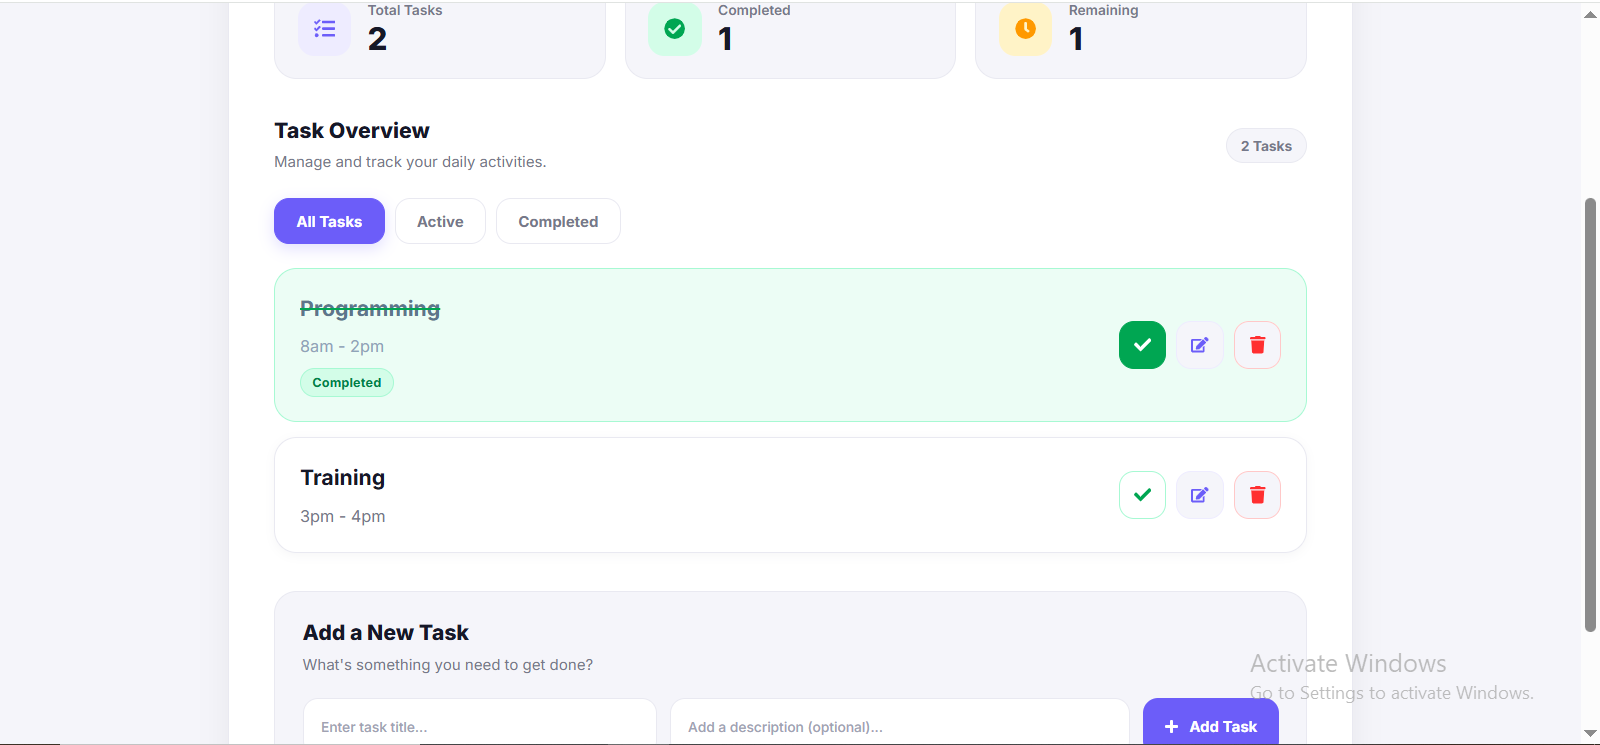 Total Tasks
2
Completed
1
Remaining
1
Task Overview
Manage and track your daily activities.
2 Tasks
All Tasks
Active
Completed
Programming
8am - 2pm
Completed
Training
3pm - 4pm
Add a New Task
What's something you need to get done?
Enter task title...
Add a description (optional)...
Add Task
Activate Windows
Go to Settings to activate Windows.